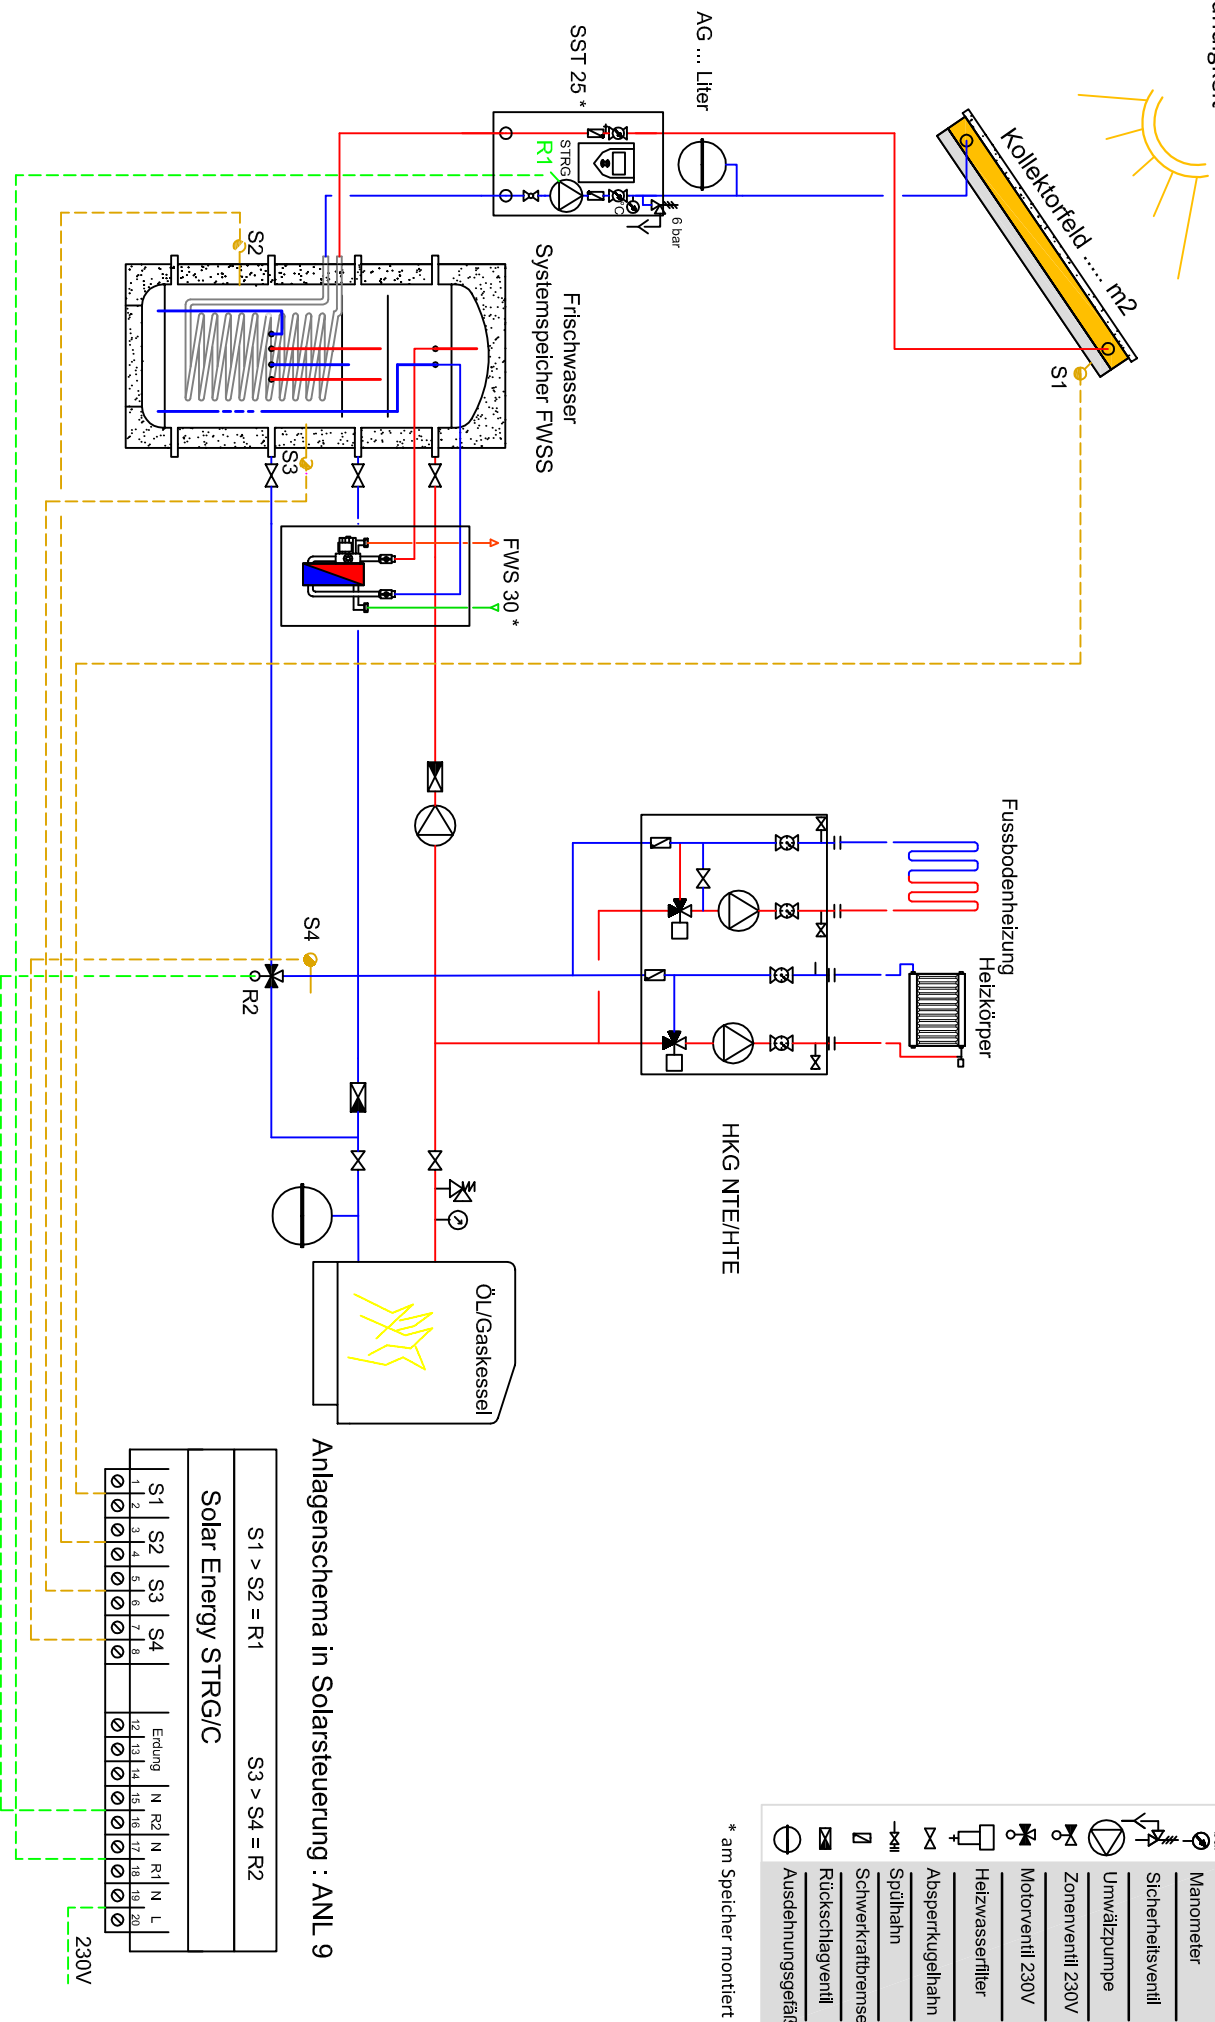 Kollektorfeld ..... m2
S1
AG ... Liter
SST 25 *
STRG
R1
°C
6 bar
Frischwasser
Systemspeicher FWSS
S2
S3
FWS 30 *
Fussbodenheizung
Heizkörper
HKG NTE/HTE
S4
R2
ÖL/Gaskessel
Anlagenschema in Solarsteuerung : ANL 9
S1 > S2 = R1
S3 > S4 = R2
Solar Energy STRG/C
S1
S2
S3
S4
Erdung
N
R2
N
R1
N
L
1
2
3
4
5
6
7
8
12
13
14
15
16
17
18
19
20
230V
Manometer
Sicherheitsventil
Umwälzpumpe
Zonenventil 230V
Motorventil 230V
Heizwasserfilter
Absperrkugelhahn
Spülhahn
Schwerkraftbremse
Rückschlagventil
Ausdehnungsgefäß
* am Speicher montiert